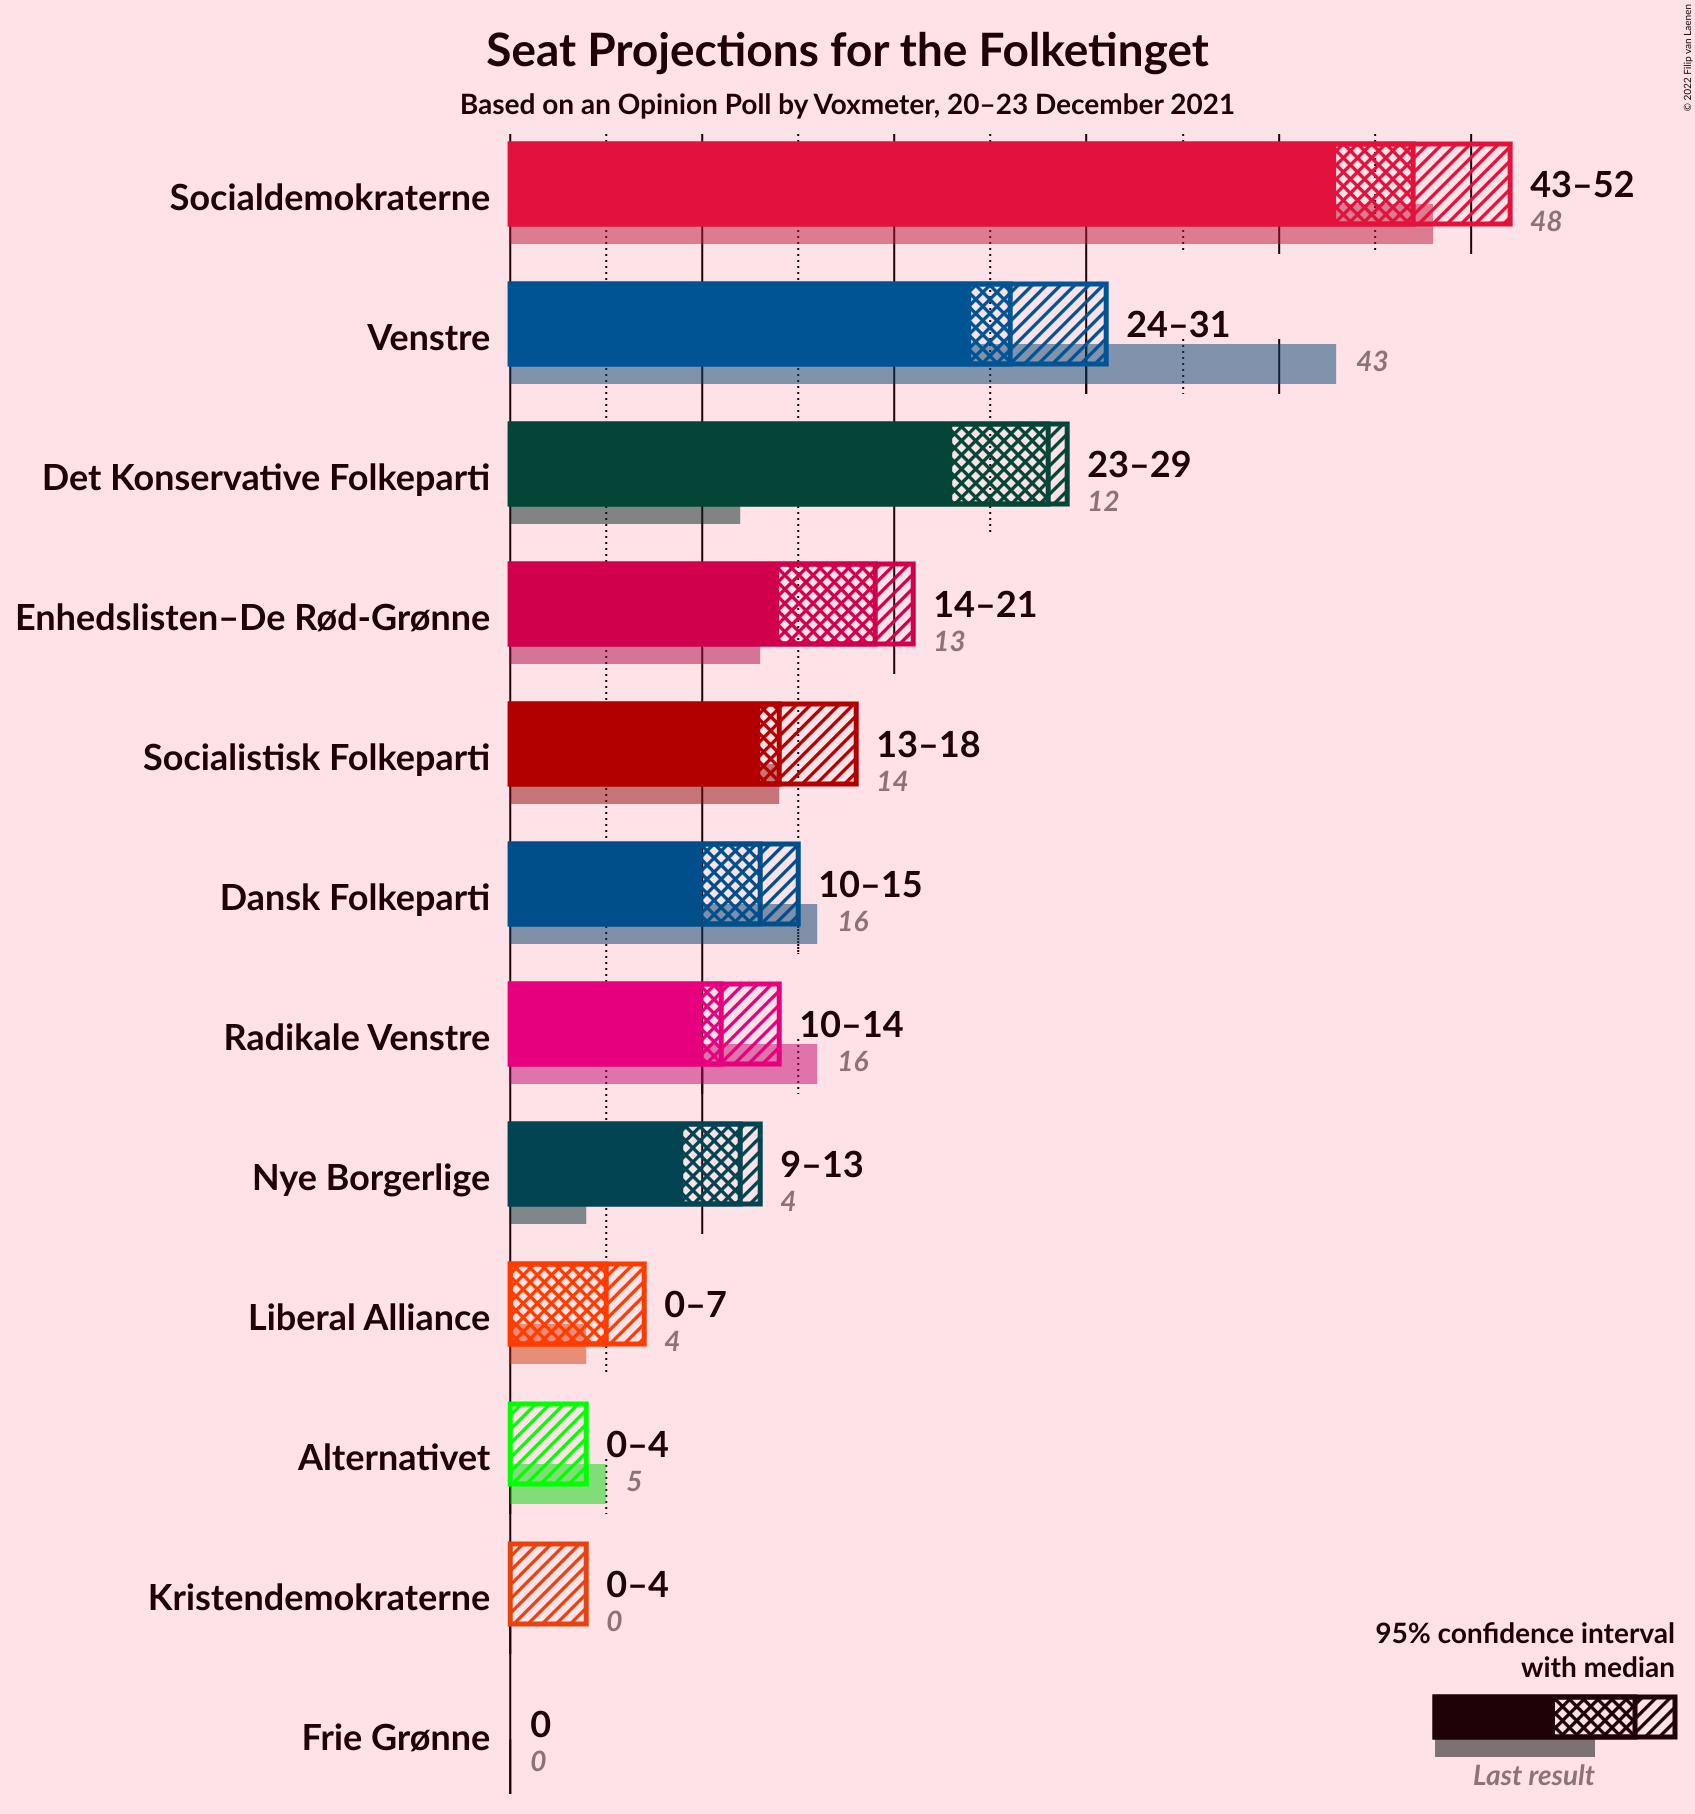 Seat Projections for the Folketinget
Based on an Opinion Poll by Voxmeter, 20–23 December 2021
© 2022 Filip van Laenen
Socialdemokraterne
43–52
48
Venstre
24–31
43
Det Konservative Folkeparti
23–29
12
Enhedslisten–De Rød-Grønne
14–21
13
Socialistisk Folkeparti
13–18
14
Dansk Folkeparti
10–15
16
Radikale Venstre
10–14
16
Nye Borgerlige
9–13
4
Liberal Alliance
0–7
4
Alternativet
0–4
5
Kristendemokraterne
0–4
0
Frie Grønne
0
0
95% confidence interval
with median
Last result